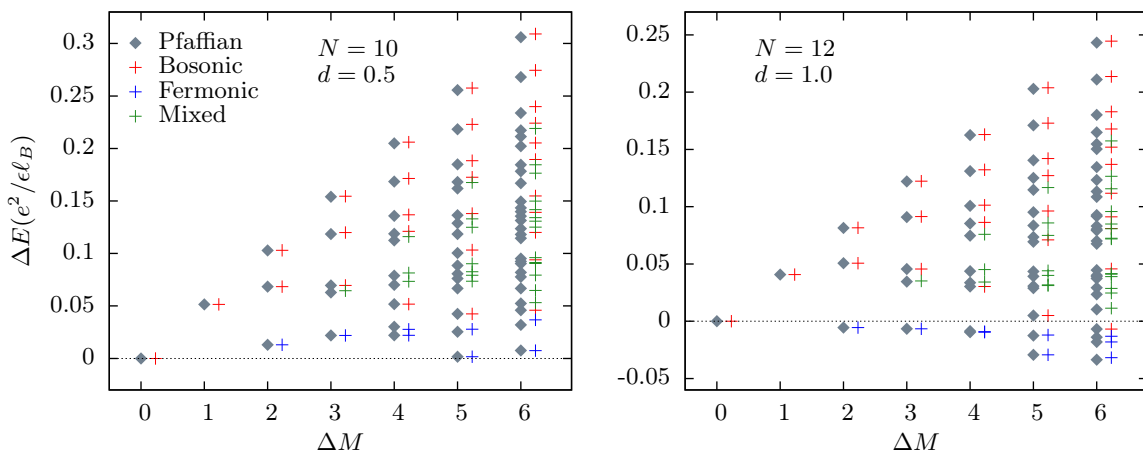 0.3
0.25
0.2
0.15
0.1
0.05
0
ΔE(e²/ϵℓ_B)
Pfaffian
Bosonic
Fermonic
Mixed
N = 10
d = 0.5
0 1 2 3 4 5 6
ΔM
0.25
0.2
0.15
0.1
0.05
0
-0.05
N = 12
d = 1.0
0 1 2 3 4 5 6
ΔM